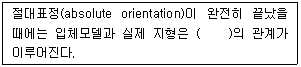 절대표정(absolute orientation)이 완전히 끝났을
때에는 입체모델과 실제 지형은 (    )의 관계가
이루어진다.